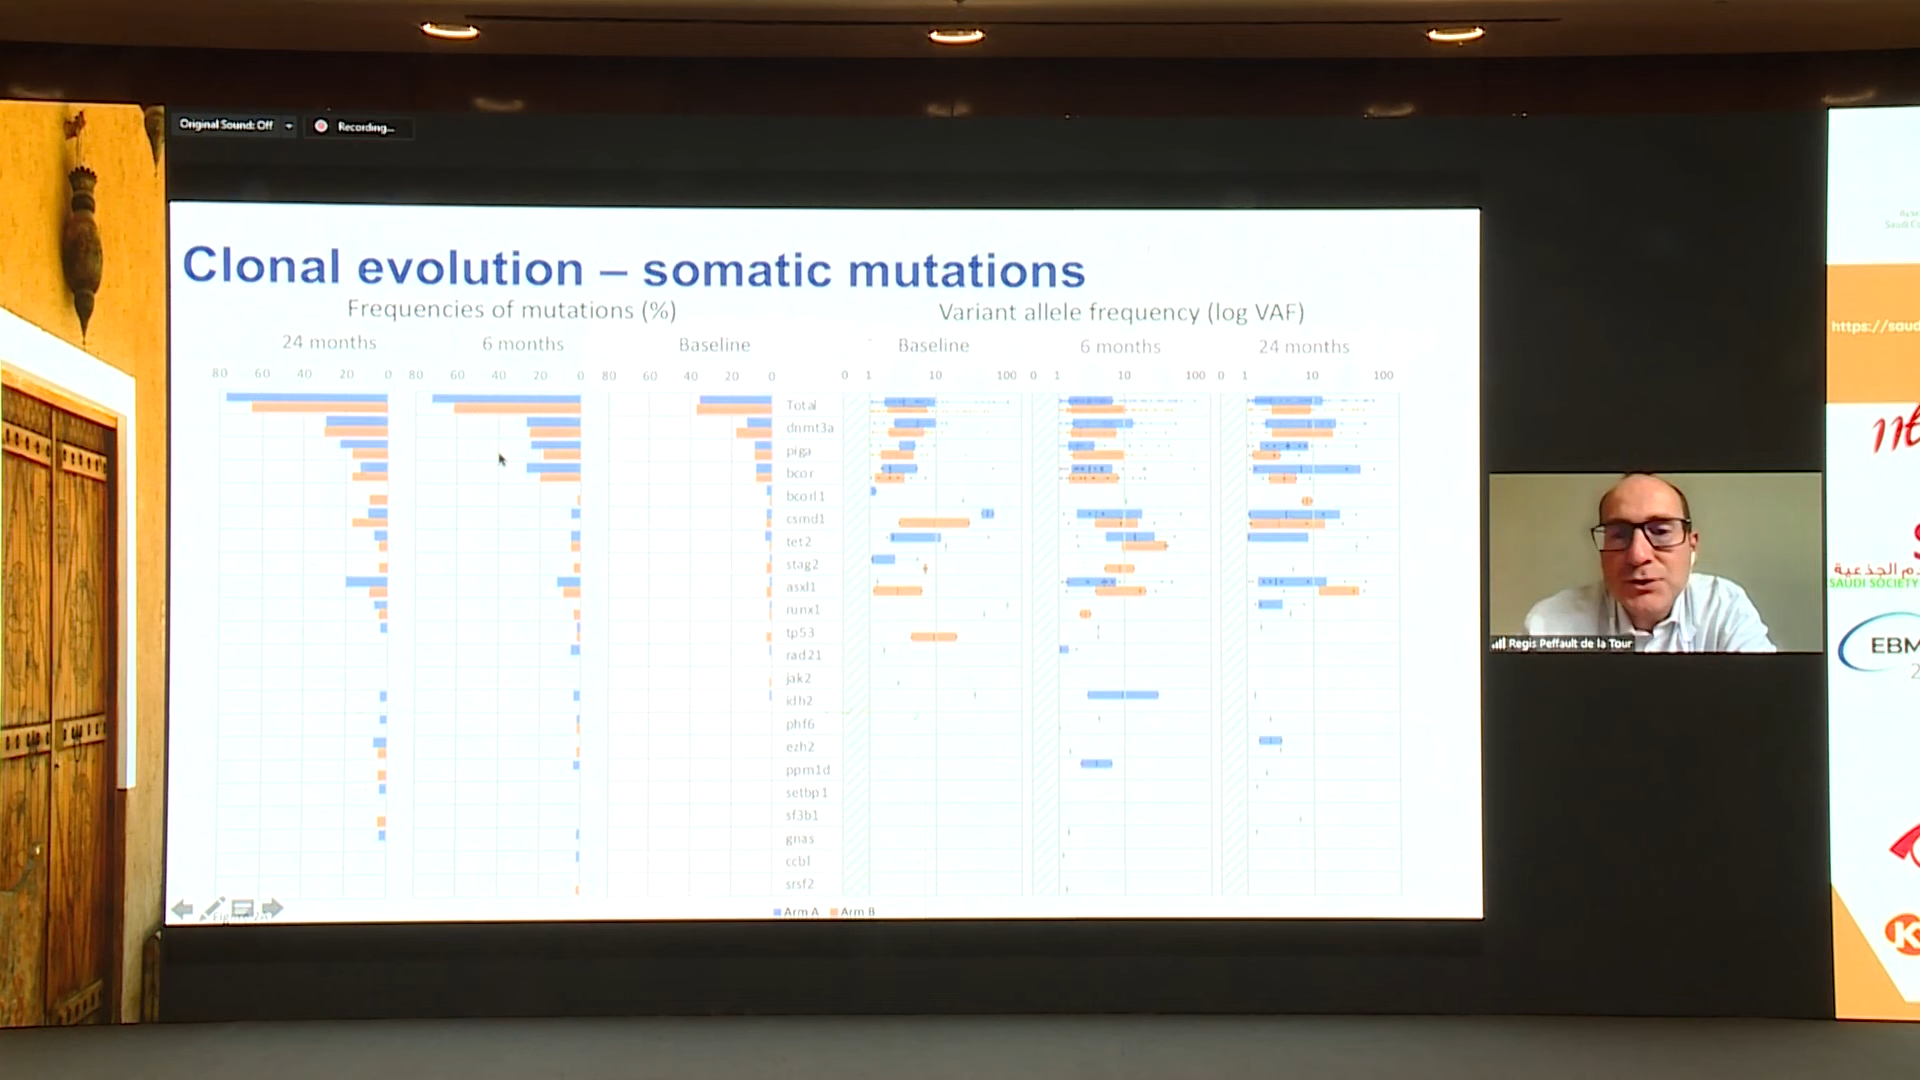 Original Sound: Off
Recording...
Clonal evolution – somatic mutations
Frequencies of mutations (%)
Variant allele frequency (log VAF)
24 months
6 months
Baseline
Baseline
6 months
24 months
80 60 40 20 0
80 60 40 20 0
80 60 40 20 0
0 1 10 100
0 1 10 100
0 1 10 100
Total
dnmt3a
piga
bcor
bcorl1
csmd1
tet2
stag2
asxl1
runx1
tp53
rad21
jak2
idh2
phf6
ezh2
ppm1d
setbp1
sf3b1
gnas
ccbl
srsf2
Arm A
Arm B
Regis Peffault de la Tour
https://saud
SAUDI SOCIETY
EBM
K